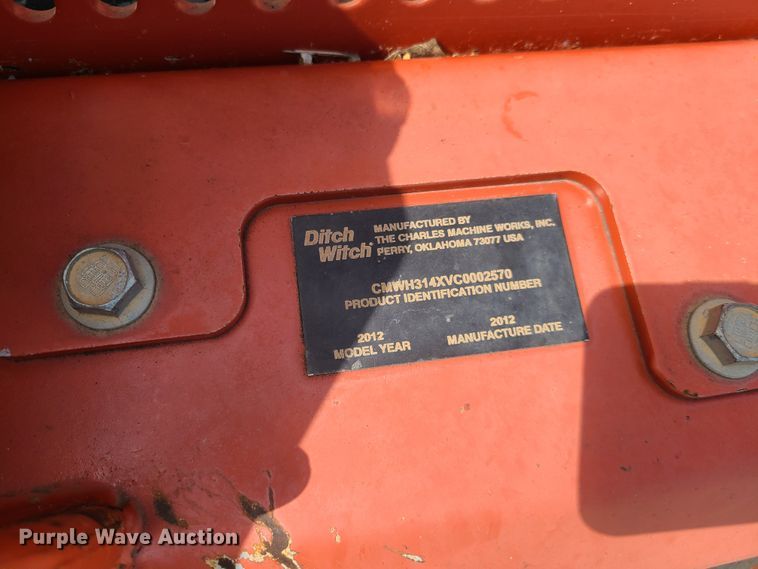 Ditch
Witch®
MANUFACTURED BY
THE CHARLES MACHINE WORKS, INC.
PERRY, OKLAHOMA 73077 USA
CMWH314XVC0002570
PRODUCT IDENTIFICATION NUMBER
2012
MODEL YEAR
2012
MANUFACTURE DATE
Purple Wave Auction